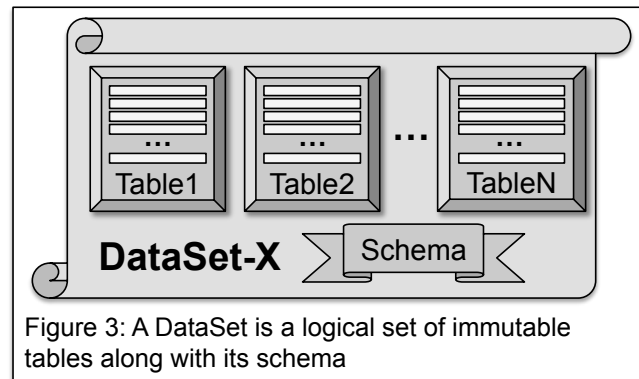 ...
... ... ...
Table1 Table2 TableN
DataSet-X Schema
Figure 3: A DataSet is a logical set of immutable
tables along with its schema